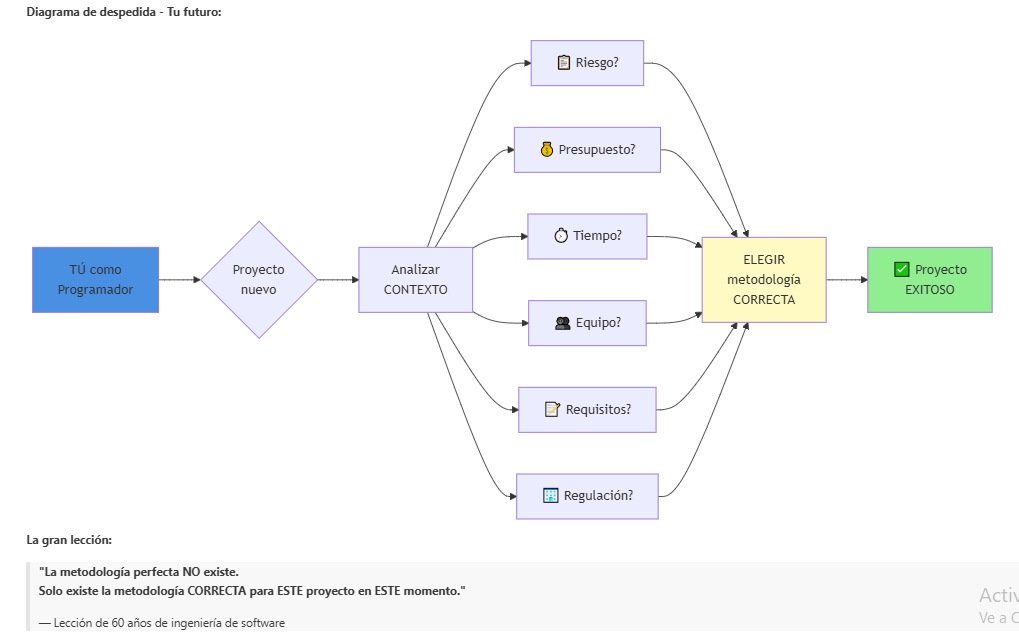 Diagrama de despedida - Tu futuro:
TÚ como
Programador
Proyecto
nuevo
Analizar
CONTEXTO
Riesgo?
Presupuesto?
Tiempo?
Equipo?
Requisitos?
Regulación?
ELEGIR
metodología
CORRECTA
Proyecto
EXITOSO
La gran lección:
"La metodología perfecta NO existe.
Solo existe la metodología CORRECTA para ESTE proyecto en ESTE momento."
— Lección de 60 años de ingeniería de software
Activ
Ve a C